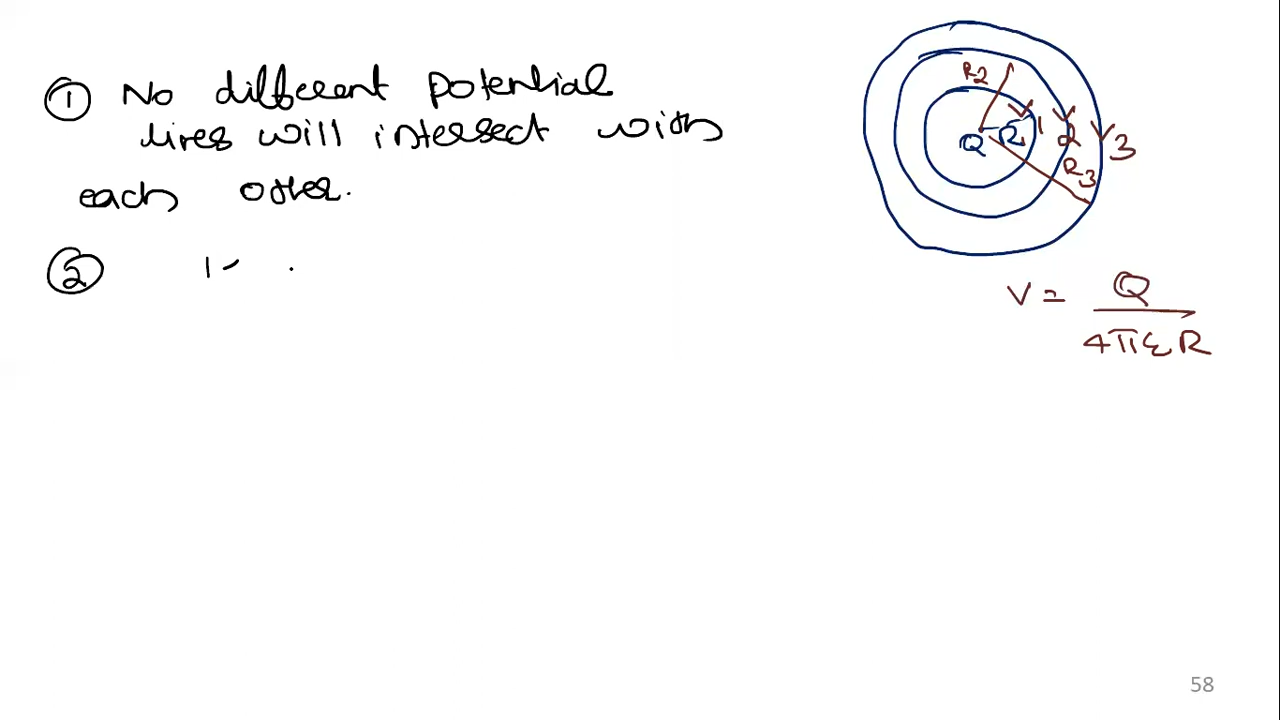 ① No different potential
lines will intersect with
each other.
②
R2
V1
V2
V3
Q
R1
R3
V = Q / 4πεR
58